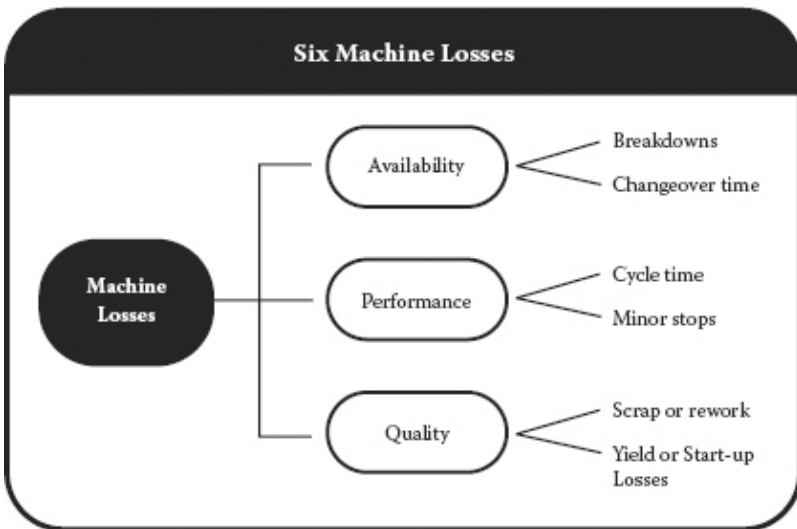 Six Machine Losses
Machine
Losses
Availability
Breakdowns
Changeover time
Performance
Cycle time
Minor stops
Quality
Scrap or rework
Yield or Start-up
Losses